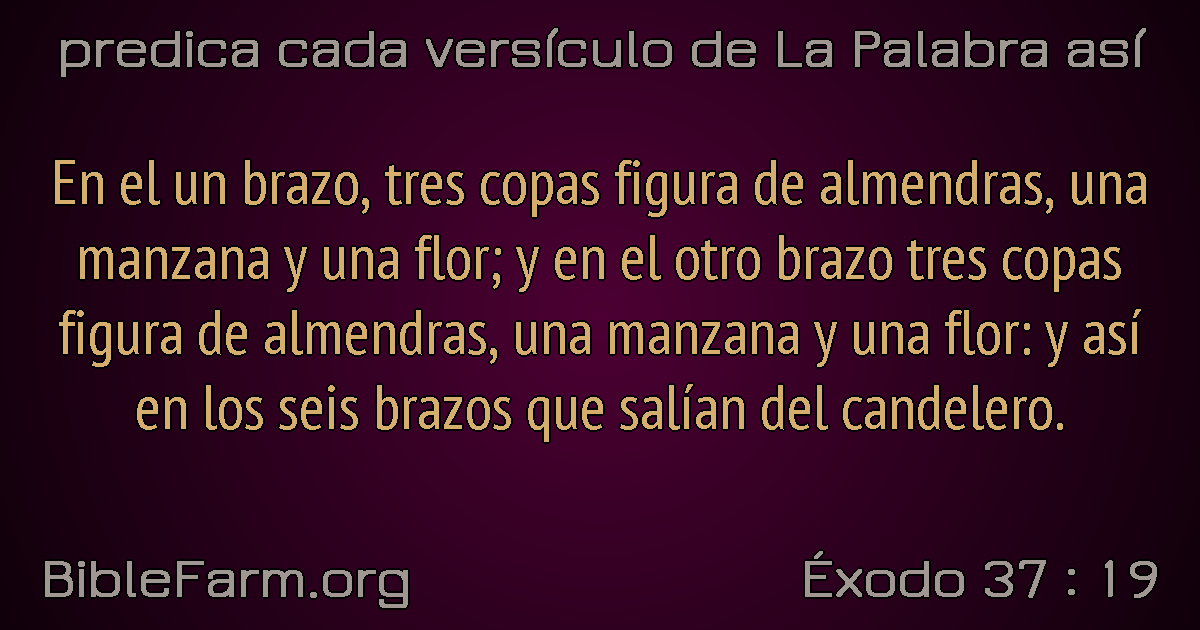 predica cada versículo de La Palabra así
En el un brazo, tres copas figura de almendras, una
manzana y una flor; y en el otro brazo tres copas
figura de almendras, una manzana y una flor: y así
en los seis brazos que salían del candelero.
BibleFarm.org
Éxodo 37 : 19